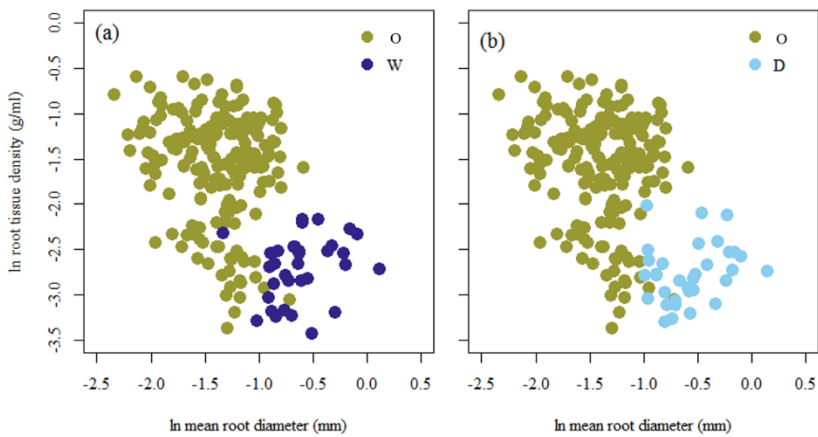 (a)
O
W
(b)
O
D
ln root tissue density (g/ml)
0.0
-0.5
-1.0
-1.5
-2.0
-2.5
-3.0
-3.5
-2.5 -2.0 -1.5 -1.0 -0.5 0.0 0.5
-2.5 -2.0 -1.5 -1.0 -0.5 0.0 0.5
ln mean root diameter (mm)
ln mean root diameter (mm)